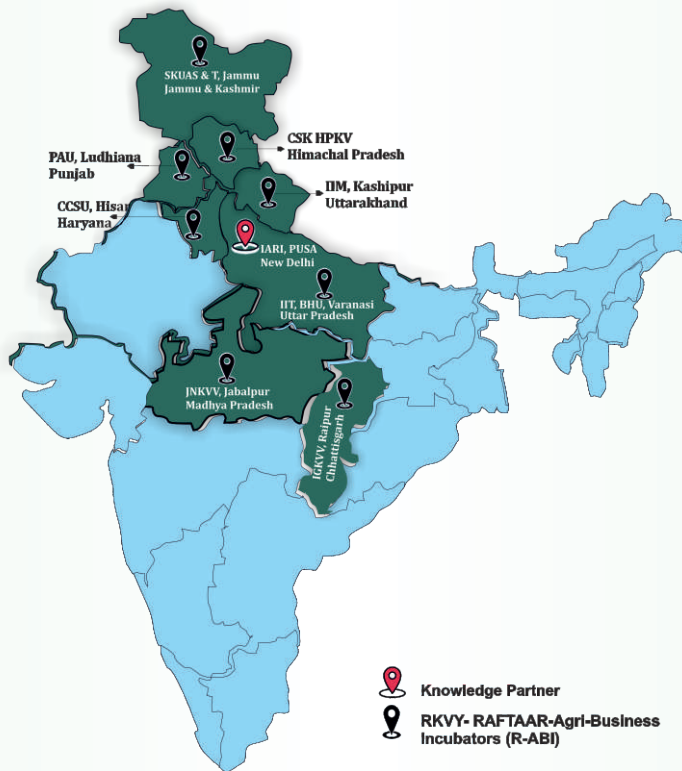 SKUAS & T, Jammu
Jammu & Kashmir
CSK HPKV
Himachal Pradesh
PAU, Ludhiana
Punjab
IIM, Kashipur
Uttarakhand
CCSU, Hisar
Haryana
IARI, PUSA
New Delhi
IIT, BHU, Varanasi
Uttar Pradesh
JNKVV, Jabalpur
Madhya Pradesh
IGKVV, Raipur
Chhattisgarh
Knowledge Partner
RKVY- RAFTAAR-Agri-Business
Incubators (R-ABI)